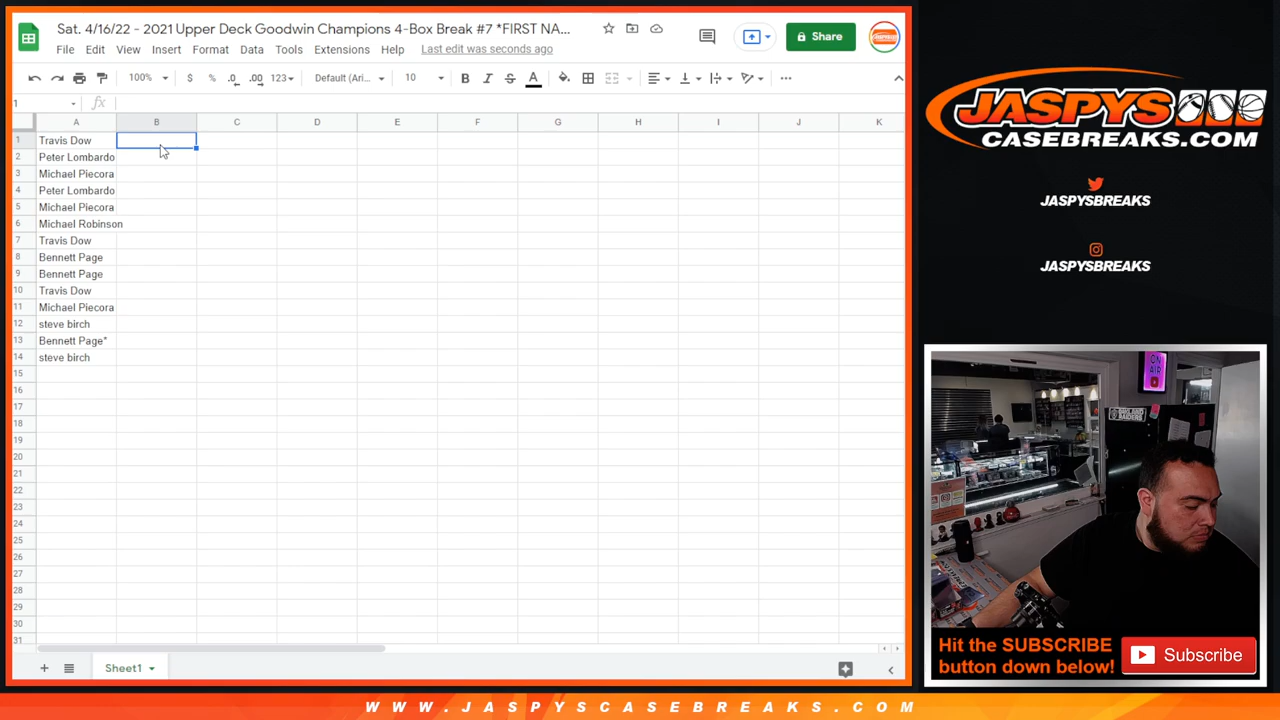 Sat. 4/16/22 - 2021 Upper Deck Goodwin Champions 4-Box Break #7 *FIRST NA...
File Edit View Insert Format Data Tools Extensions Help Last edit was seconds ago
Share
100% $ % .0 .00 123 Default (Ari... 10 B I S A
1 fx
A B C D E F G H I J K
1 Travis Dow
2 Peter Lombardo
3 Michael Piecora
4 Peter Lombardo
5 Michael Piecora
6 Michael Robinson
7 Travis Dow
8 Bennett Page
9 Bennett Page
10 Travis Dow
11 Michael Piecora
12 steve birch
13 Bennett Page*
14 steve birch
15
16
17
18
19
20
21
22
23
24
25
26
27
28
29
30
31
Sheet1
JASPYS
CASEBREAKS.COM
JASPYSBREAKS
JASPYSBREAKS
ON
AIR
Hit the SUBSCRIBE
button down below!
Subscribe
WWW.JASPYSCASEBREAKS.COM